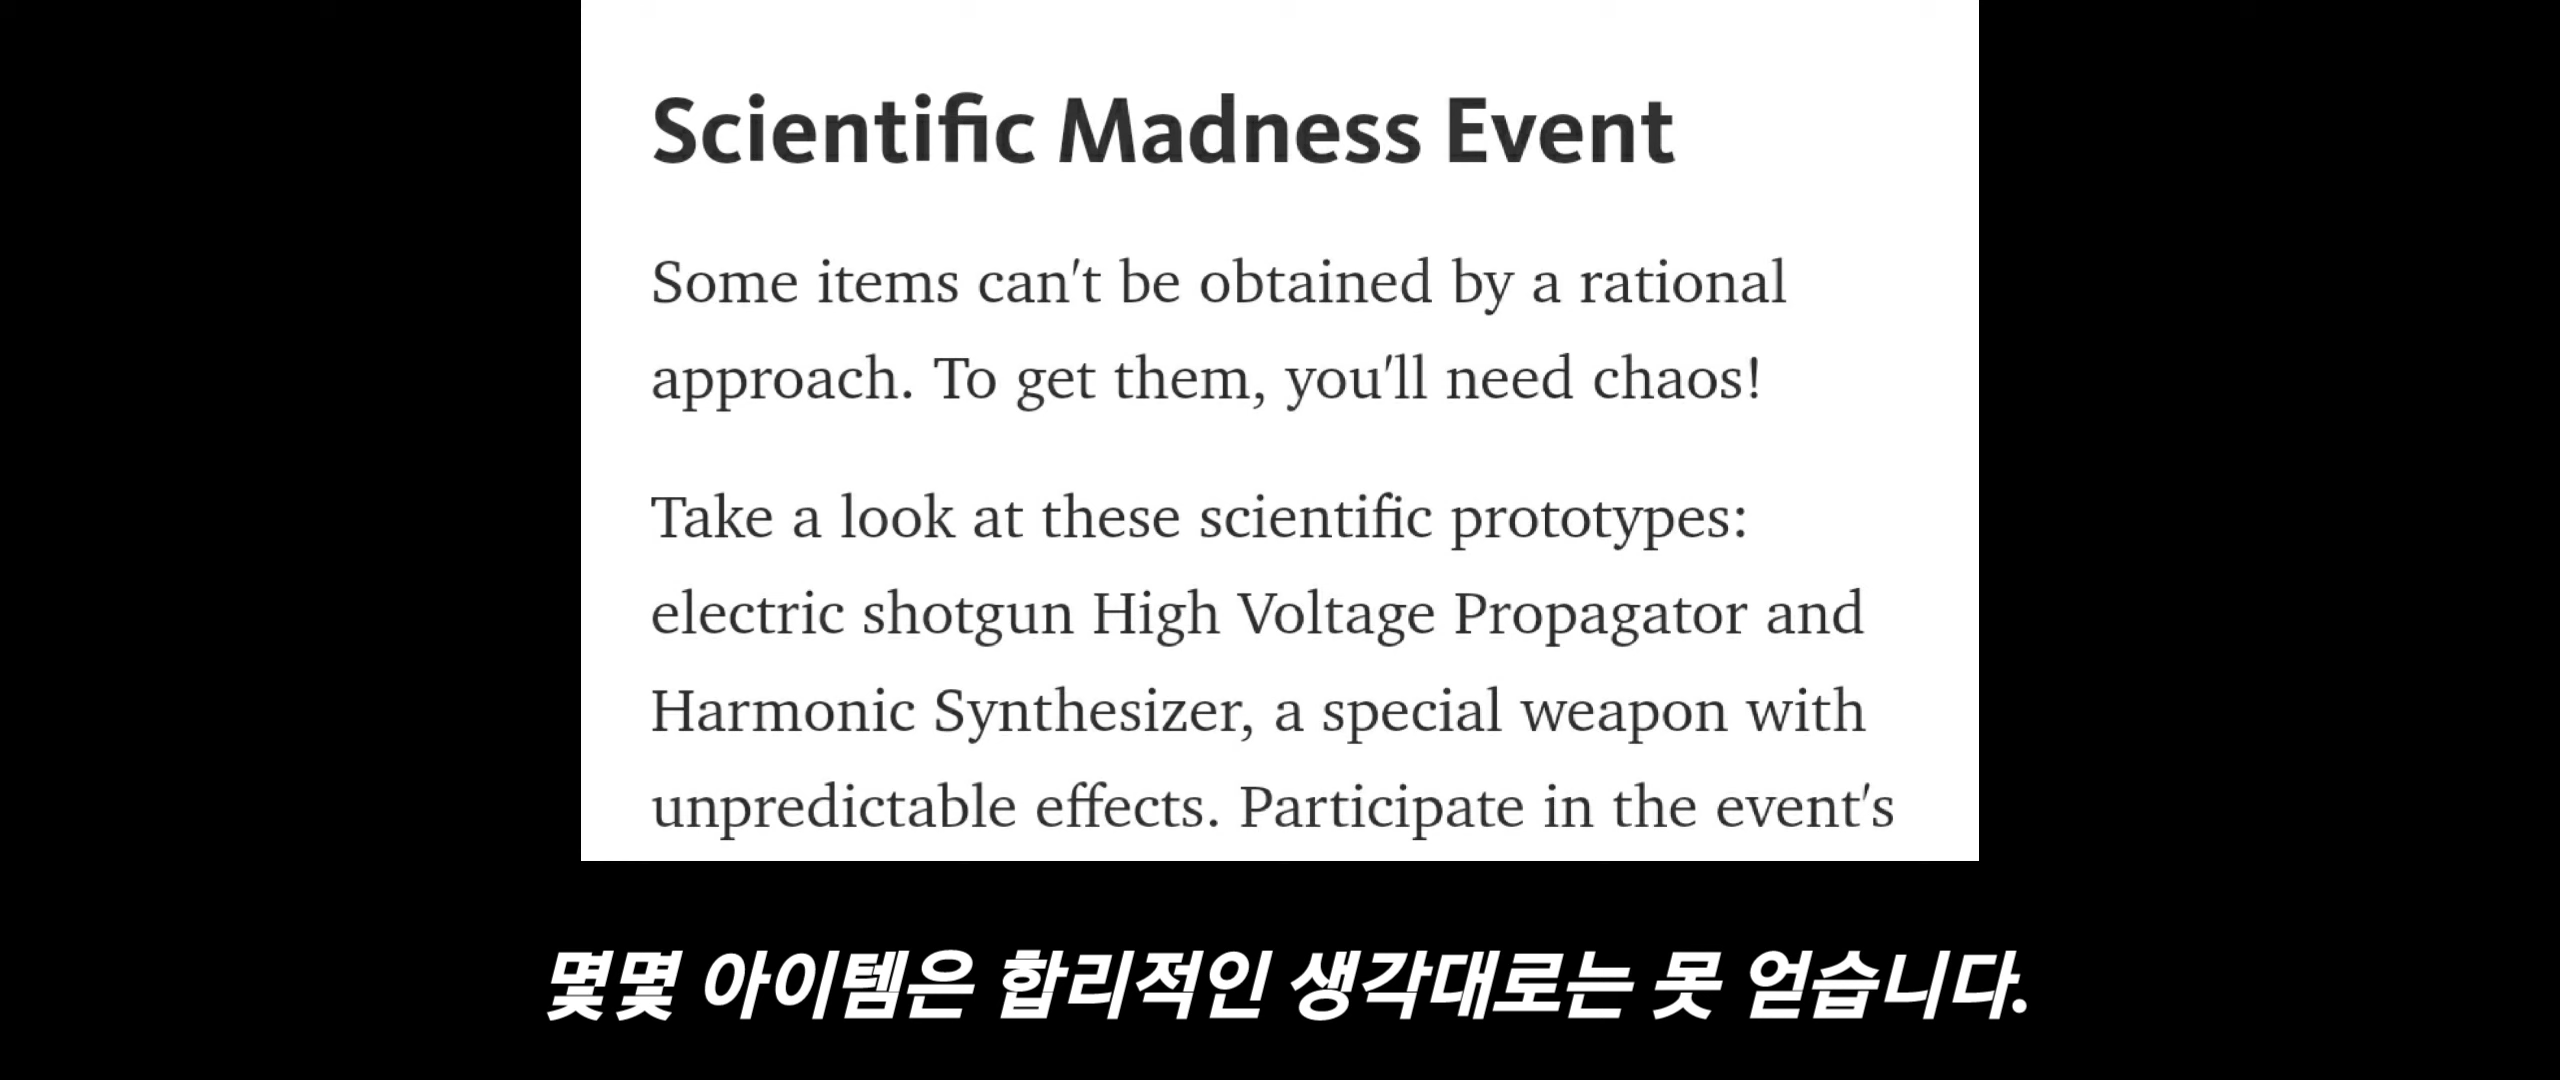 Scientific Madness Event
Some items can't be obtained by a rational
approach. To get them, you'll need chaos!
Take a look at these scientific prototypes:
electric shotgun High Voltage Propagator and
Harmonic Synthesizer, a special weapon with
unpredictable effects. Participate in the event's
몇몇 아이템은 합리적인 생각대로는 못 얻습니다.